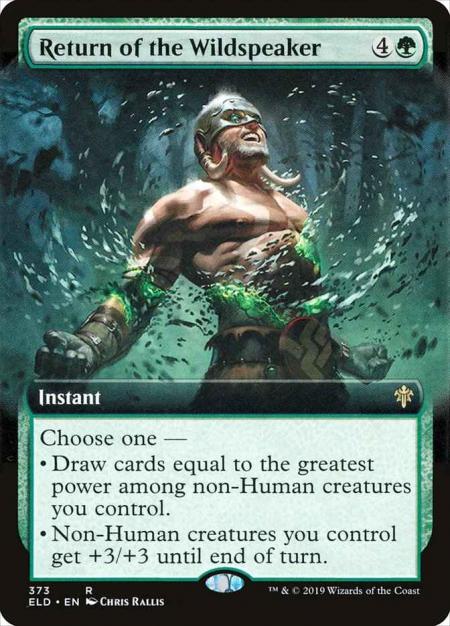 Return of the Wildspeaker 4
Instant
Choose one —
• Draw cards equal to the greatest
power among non-Human creatures
you control.
• Non-Human creatures you control
get +3/+3 until end of turn.
373 R
ELD • EN Chris Rallis
™ & © 2019 Wizards of the Coast